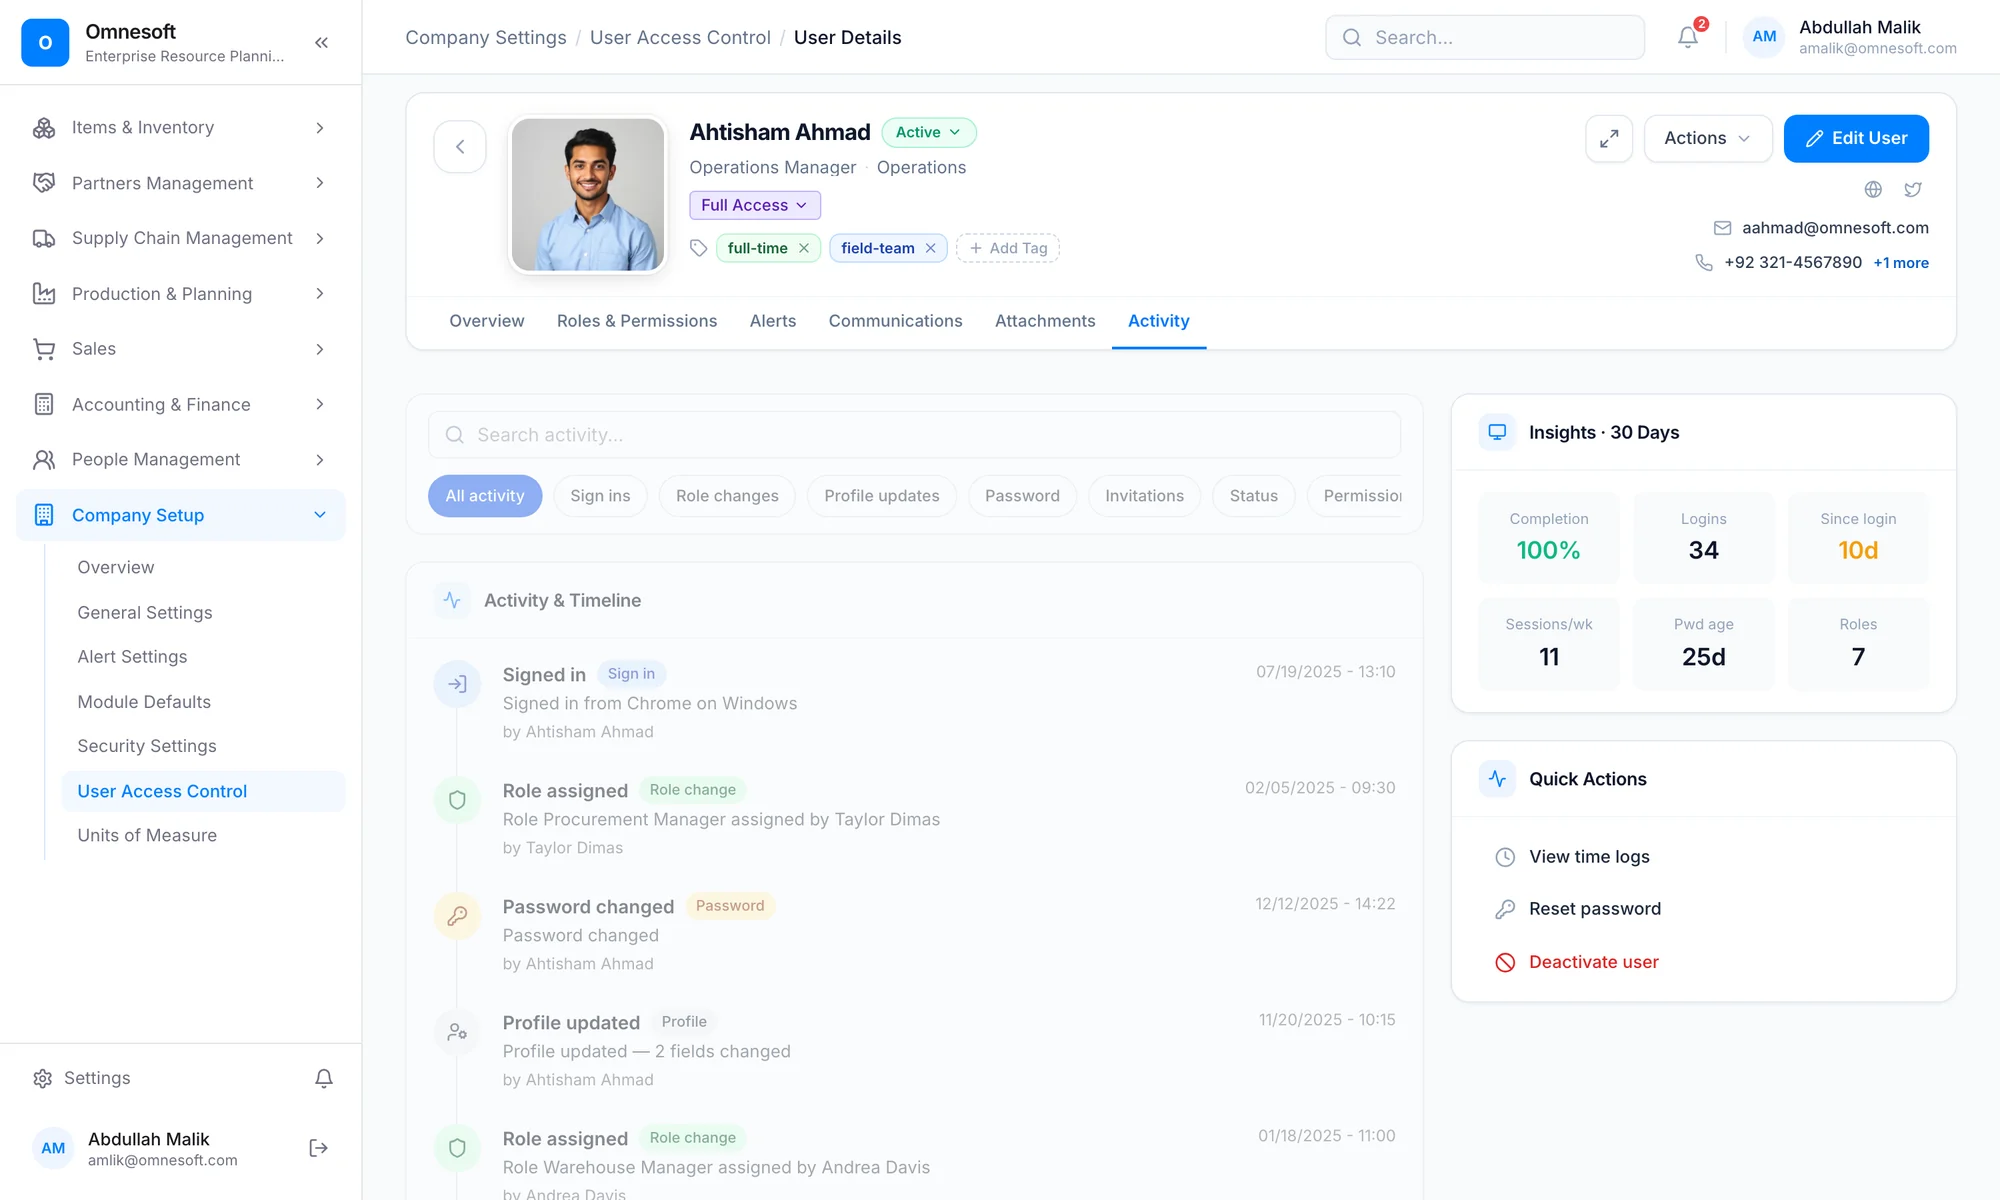 O
Omnesoft
Enterprise Resource Planni...
Items & Inventory
Partners Management
Supply Chain Management
Production & Planning
Sales
Accounting & Finance
People Management
Company Setup
Overview
General Settings
Alert Settings
Module Defaults
Security Settings
User Access Control
Units of Measure
Settings
AM
Abdullah Malik
amlik@omnesoft.com
Company Settings / User Access Control / User Details
Search...
2
AM
Abdullah Malik
amalik@omnesoft.com
Ahtisham Ahmad
Active
Operations Manager · Operations
Full Access
full-time
field-team
Add Tag
Actions
Edit User
aahmad@omnesoft.com
+92 321-4567890 +1 more
Overview
Roles & Permissions
Alerts
Communications
Attachments
Activity
Search activity...
All activity
Sign ins
Role changes
Profile updates
Password
Invitations
Status
Permission
Activity & Timeline
Signed in Sign in 07/19/2025 - 13:10
Signed in from Chrome on Windows
by Ahtisham Ahmad
Role assigned Role change 02/05/2025 - 09:30
Role Procurement Manager assigned by Taylor Dimas
by Taylor Dimas
Password changed Password 12/12/2025 - 14:22
Password changed
by Ahtisham Ahmad
Profile updated Profile 11/20/2025 - 10:15
Profile updated — 2 fields changed
by Ahtisham Ahmad
Role assigned Role change 01/18/2025 - 11:00
Role Warehouse Manager assigned by Andrea Davis
by Andrea Davis
Insights · 30 Days
Completion
100%
Logins
34
Since login
10d
Sessions/wk
11
Pwd age
25d
Roles
7
Quick Actions
View time logs
Reset password
Deactivate user